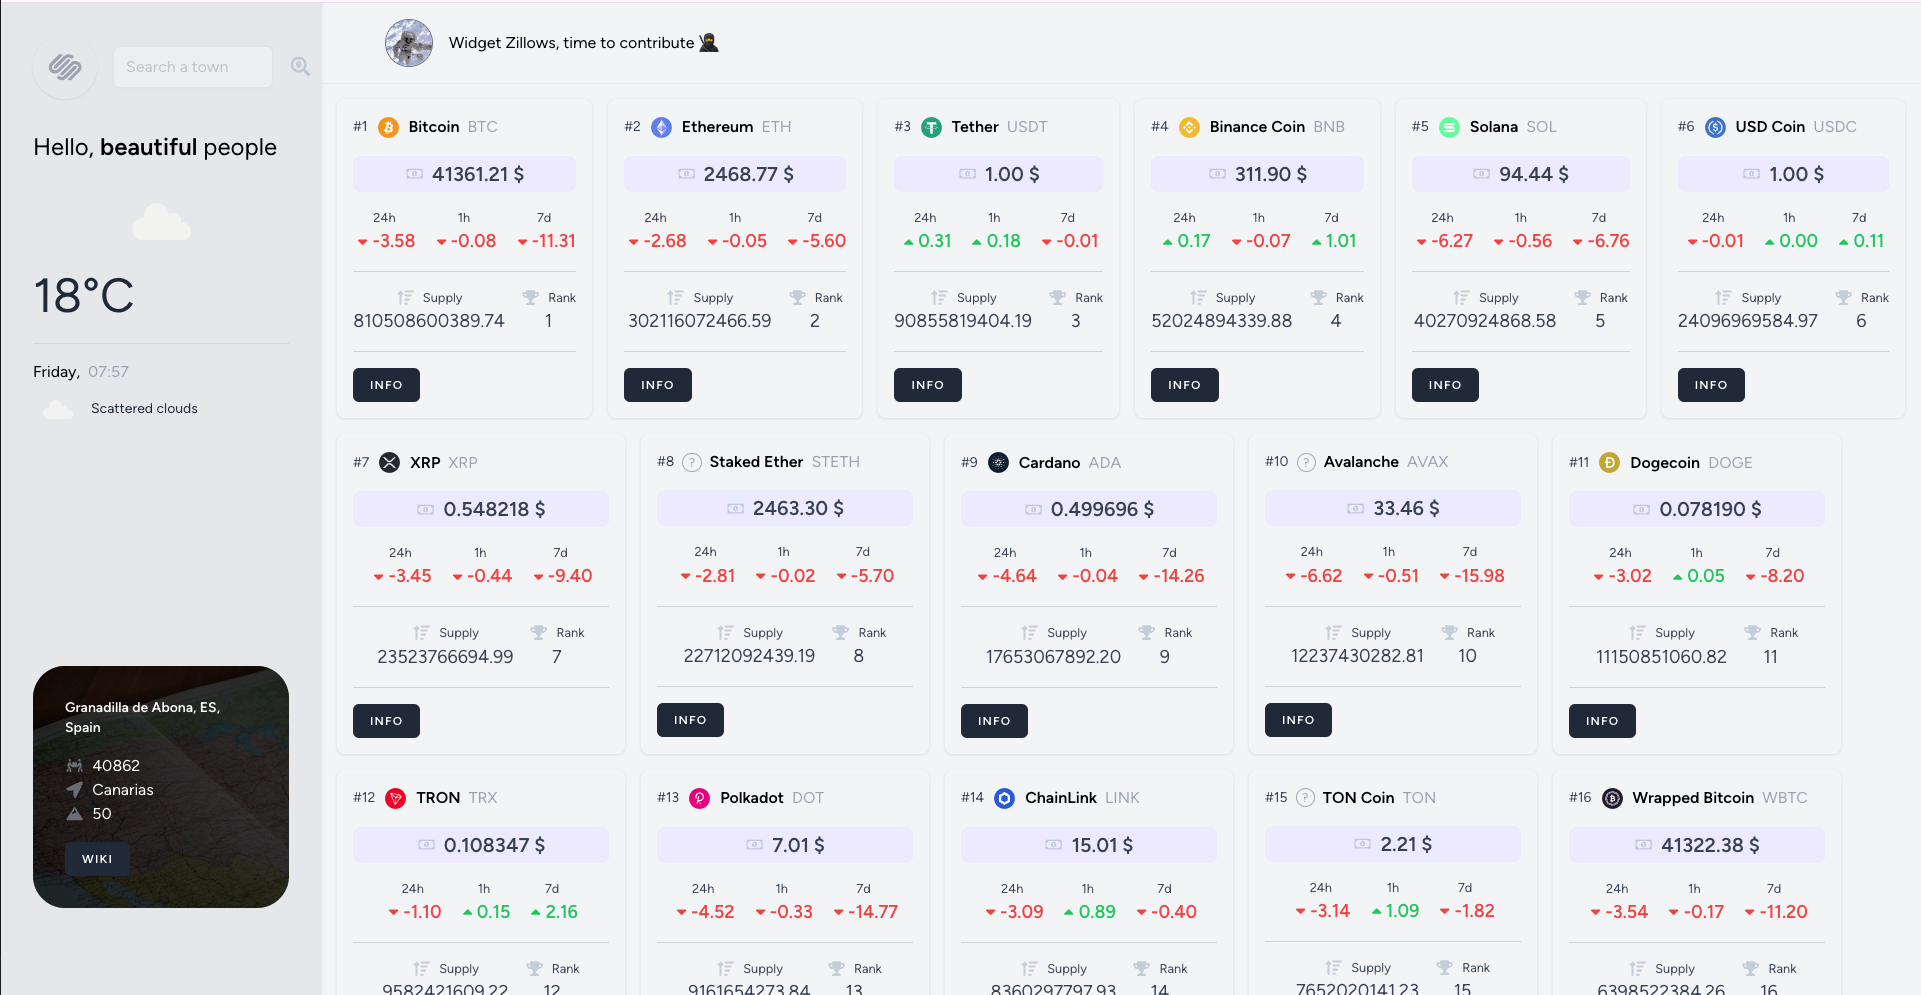 Search a town
Widget Zillows, time to contribute 🥷
Hello, beautiful people
18°C
Friday, 07:57
Scattered clouds
Granadilla de Abona, ES,
Spain
40862
Canarias
50
WIKI
#1 Bitcoin BTC
41361.21 $
24h 1h 7d
-3.58 -0.08 -11.31
Supply Rank
810508600389.74 1
INFO
#2 Ethereum ETH
2468.77 $
24h 1h 7d
-2.68 -0.05 -5.60
Supply Rank
302116072466.59 2
INFO
#3 Tether USDT
1.00 $
24h 1h 7d
0.31 0.18 -0.01
Supply Rank
90855819404.19 3
INFO
#4 Binance Coin BNB
311.90 $
24h 1h 7d
0.17 -0.07 1.01
Supply Rank
52024894339.88 4
INFO
#5 Solana SOL
94.44 $
24h 1h 7d
-6.27 -0.56 -6.76
Supply Rank
40270924868.58 5
INFO
#6 USD Coin USDC
1.00 $
24h 1h 7d
-0.01 0.00 0.11
Supply Rank
24096969584.97 6
INFO
#7 XRP XRP
0.548218 $
24h 1h 7d
-3.45 -0.44 -9.40
Supply Rank
23523766694.99 7
INFO
#8 Staked Ether STETH
2463.30 $
24h 1h 7d
-2.81 -0.02 -5.70
Supply Rank
22712092439.19 8
INFO
#9 Cardano ADA
0.499696 $
24h 1h 7d
-4.64 -0.04 -14.26
Supply Rank
17653067892.20 9
INFO
#10 Avalanche AVAX
33.46 $
24h 1h 7d
-6.62 -0.51 -15.98
Supply Rank
12237430282.81 10
INFO
#11 Dogecoin DOGE
0.078190 $
24h 1h 7d
-3.02 0.05 -8.20
Supply Rank
11150851060.82 11
INFO
#12 TRON TRX
0.108347 $
24h 1h 7d
-1.10 0.15 2.16
Supply Rank
9582421609.22 12
#13 Polkadot DOT
7.01 $
24h 1h 7d
-4.52 -0.33 -14.77
Supply Rank
9161654273.84 13
#14 ChainLink LINK
15.01 $
24h 1h 7d
-3.09 0.89 -0.40
Supply Rank
8360297797.93 14
#15 TON Coin TON
2.21 $
24h 1h 7d
-3.14 1.09 -1.82
Supply Rank
7652020141.23 15
#16 Wrapped Bitcoin WBTC
41322.38 $
24h 1h 7d
-3.54 -0.17 -11.20
Supply Rank
6398522384.26 16